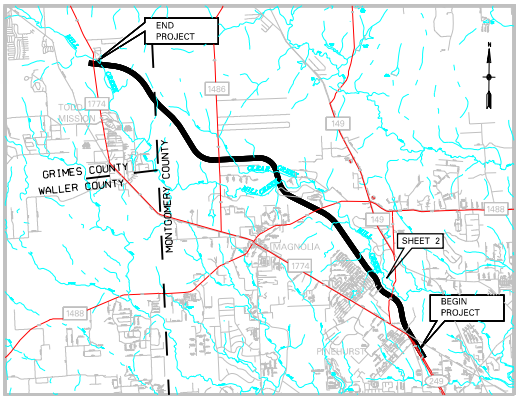 END
PROJECT
N
1774
1486
TODD
MISSION
149
GRIMES COUNTY
WALLER COUNTY
MONTGOMERY COUNTY
MILL
149
1488
MAGNOLIA
SHEET 2
1774
BEGIN
PROJECT
1488
PINEHURST
249